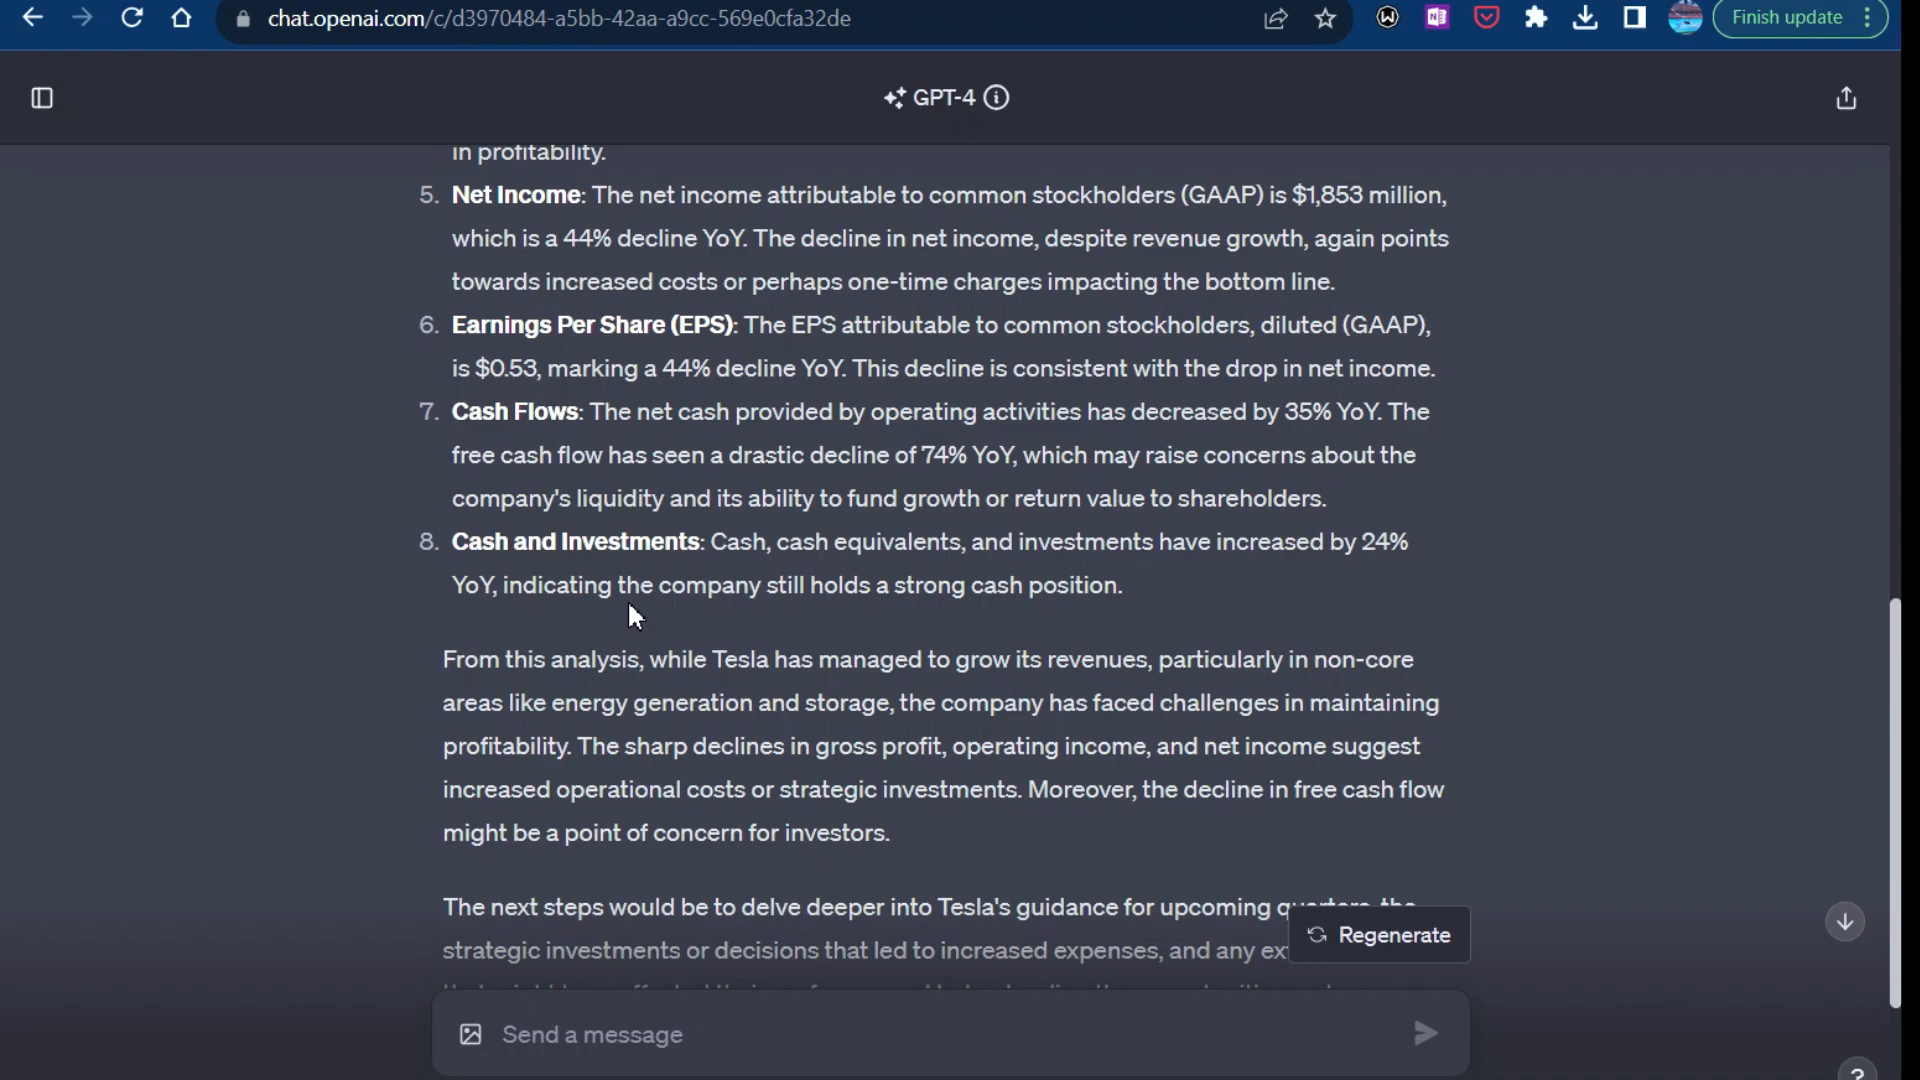 chat.openai.com/c/d3970484-a5bb-42aa-a9cc-569e0cfa32de
Finish update
GPT-4
in profitability.
5. Net Income: The net income attributable to common stockholders (GAAP) is $1,853 million,
which is a 44% decline YoY. The decline in net income, despite revenue growth, again points
towards increased costs or perhaps one-time charges impacting the bottom line.
6. Earnings Per Share (EPS): The EPS attributable to common stockholders, diluted (GAAP),
is $0.53, marking a 44% decline YoY. This decline is consistent with the drop in net income.
7. Cash Flows: The net cash provided by operating activities has decreased by 35% YoY. The
free cash flow has seen a drastic decline of 74% YoY, which may raise concerns about the
company's liquidity and its ability to fund growth or return value to shareholders.
8. Cash and Investments: Cash, cash equivalents, and investments have increased by 24%
YoY, indicating the company still holds a strong cash position.
From this analysis, while Tesla has managed to grow its revenues, particularly in non-core
areas like energy generation and storage, the company has faced challenges in maintaining
profitability. The sharp declines in gross profit, operating income, and net income suggest
increased operational costs or strategic investments. Moreover, the decline in free cash flow
might be a point of concern for investors.
The next steps would be to delve deeper into Tesla's guidance for upcoming quarters, the
strategic investments or decisions that led to increased expenses, and any
Regenerate
Send a message
?